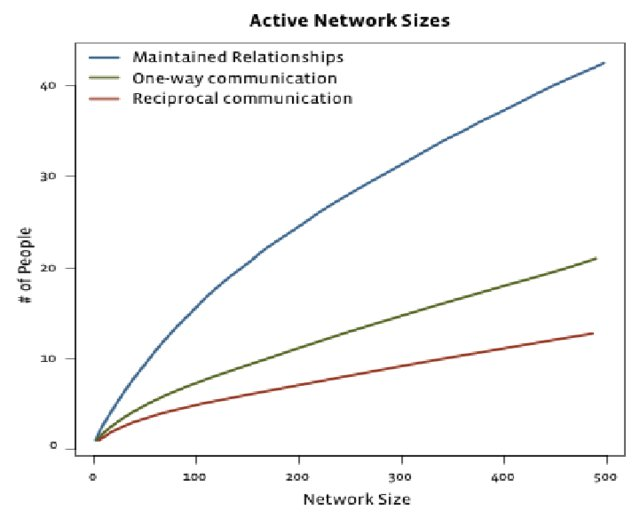 Active Network Sizes
Maintained Relationships
One-way communication
Reciprocal communication
40
30
20
10
0
# of People
0 100 200 300 400 500
Network Size